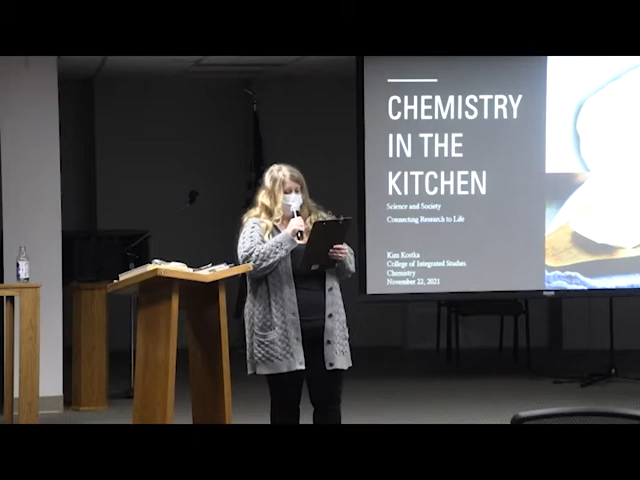 CHEMISTRY
IN THE
KITCHEN
Science and Society
Connecting Research to Life
Kim Kostka
College of Integrated Studies
Chemistry
November 22, 2021